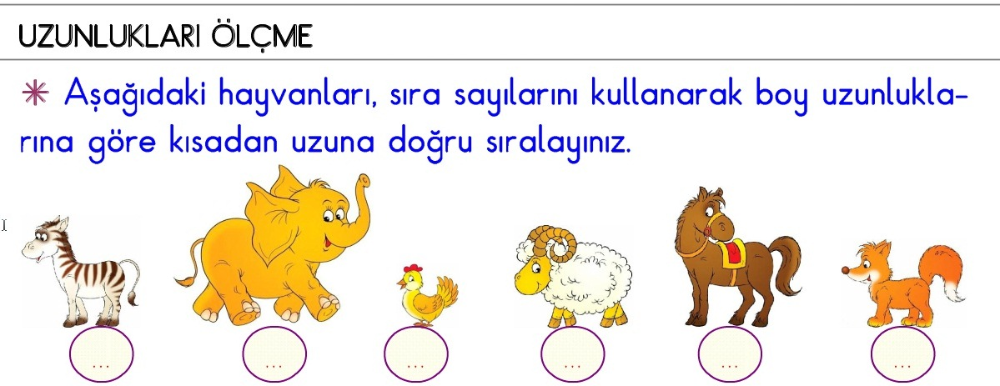 UZUNLUKLARI ÖLÇME
✳ Aşağıdaki hayvanları, sıra sayılarını kullanarak boy uzunlukla-
rına göre kısadan uzuna doğru sıralayınız.
... ... ... ... ... ...